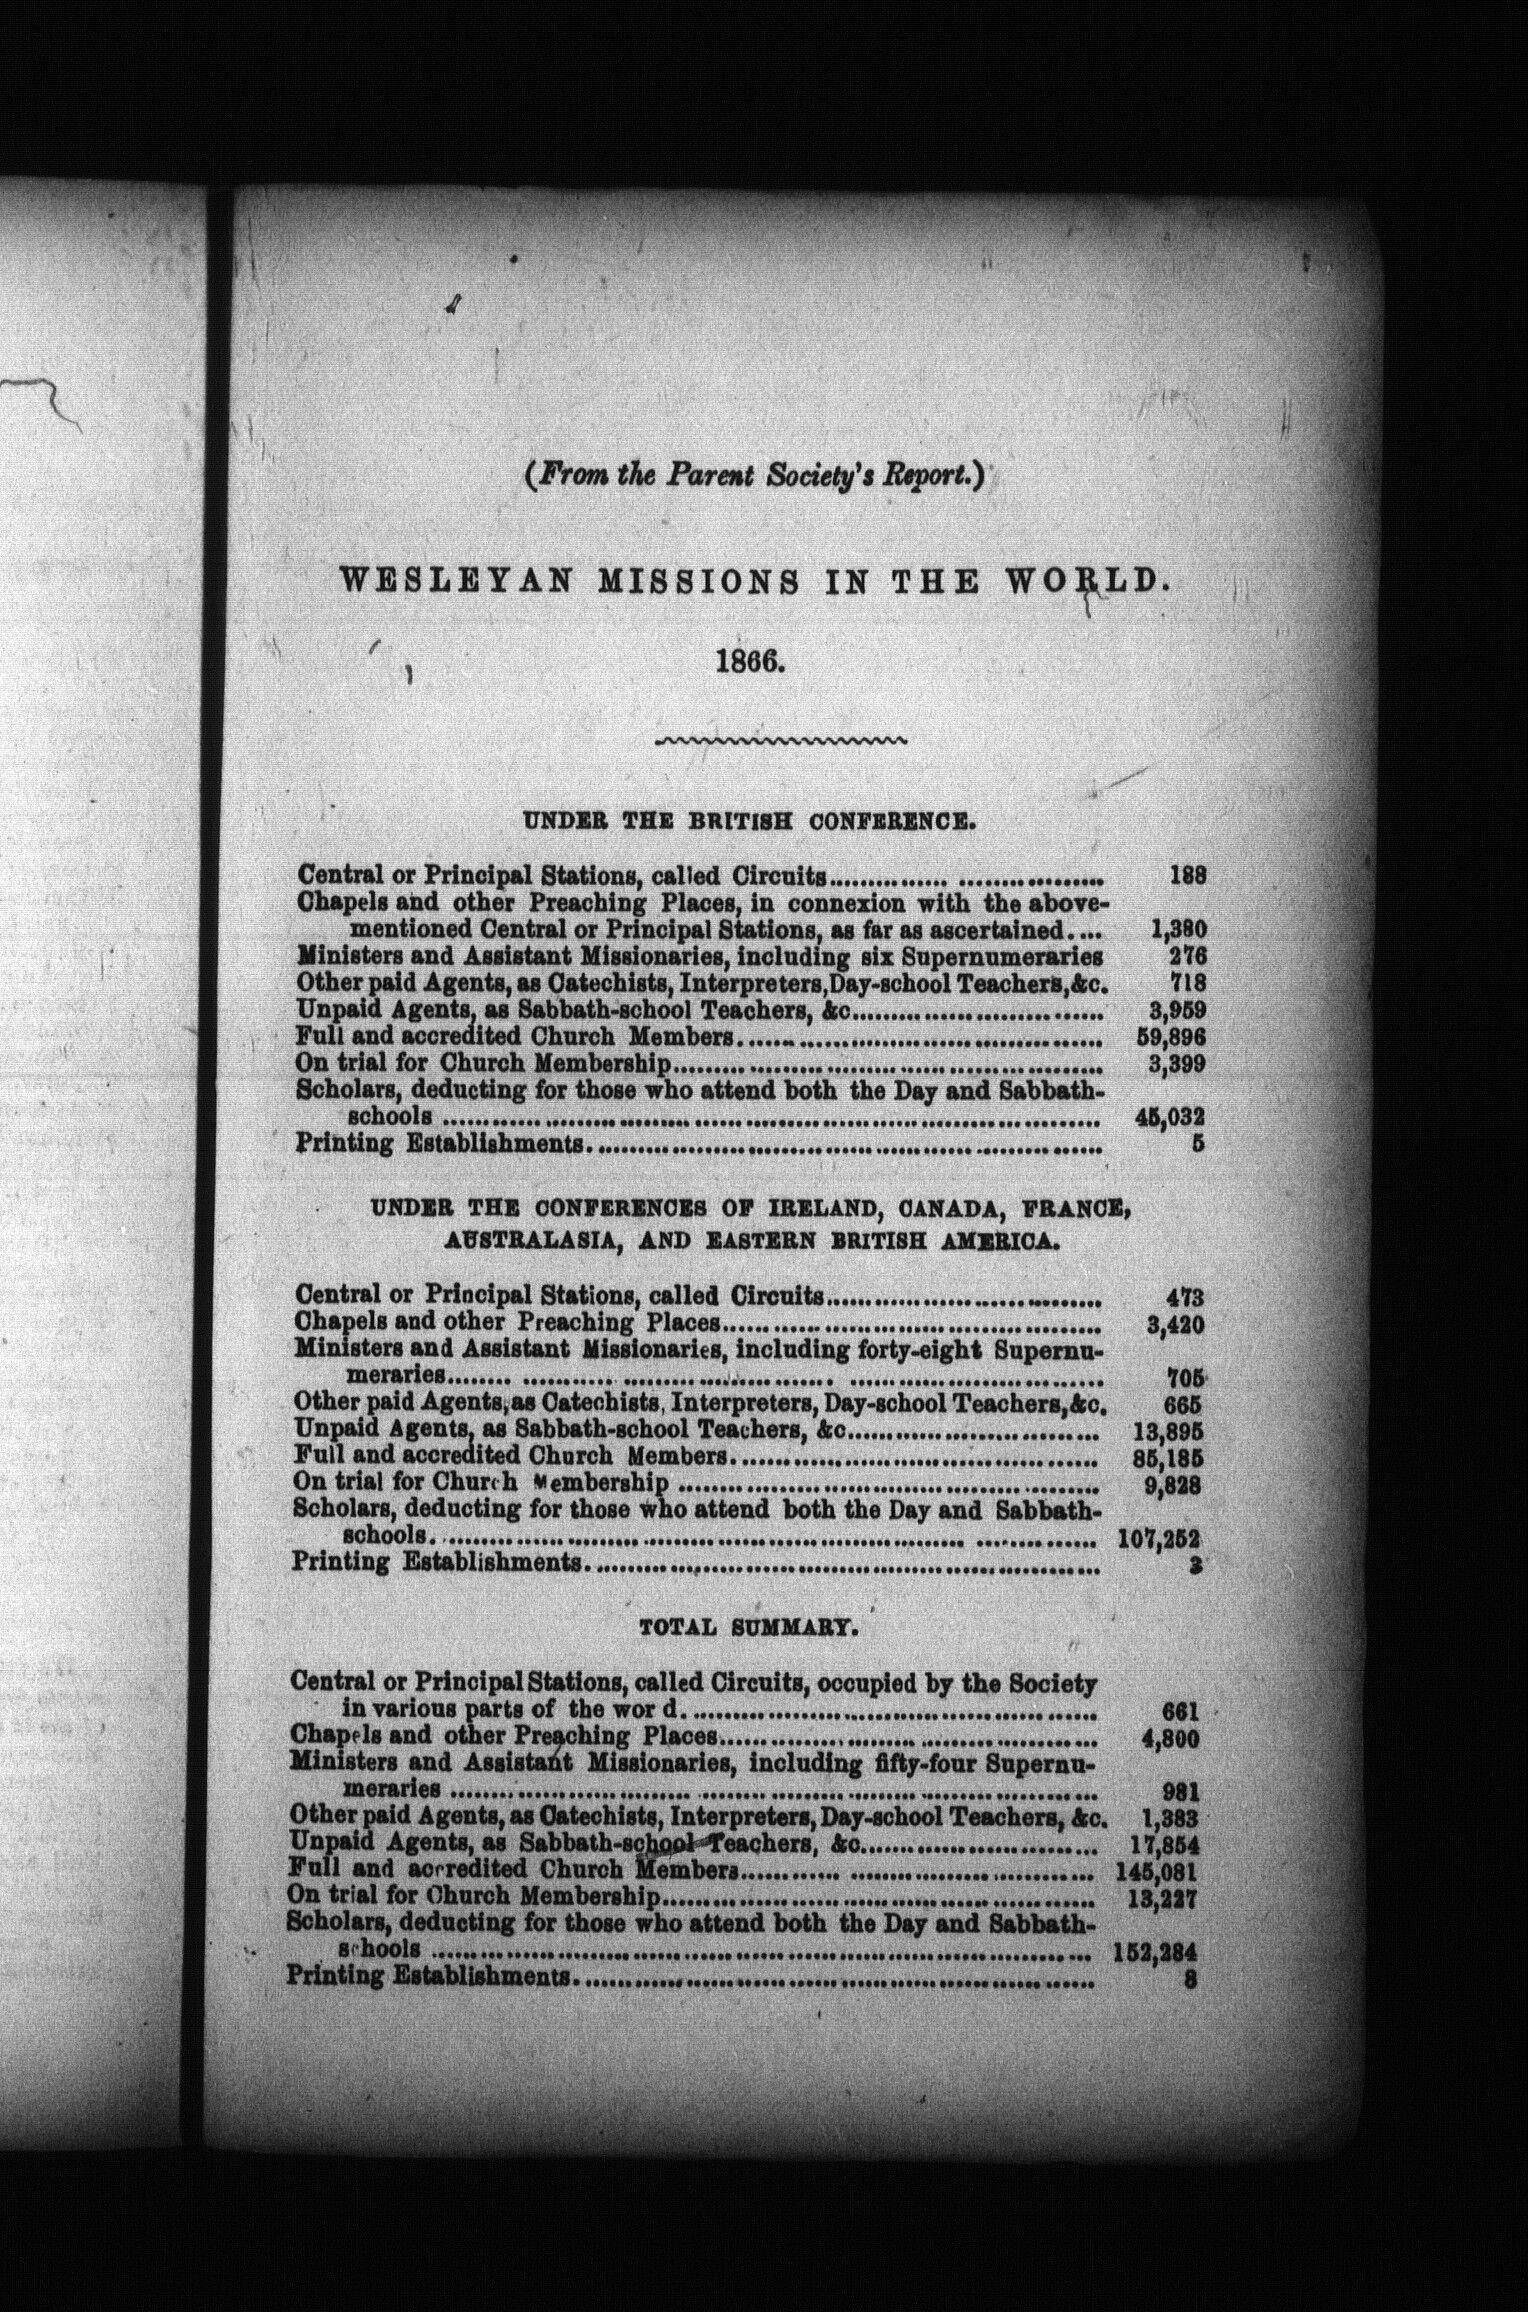 (From the Parent Society's Report.)
WESLEYAN MISSIONS IN THE WORLD.
1866.
UNDER THE BRITISH CONFERENCE.
Central or Principal Stations, called Circuits.................................. 188
Chapels and other Preaching Places, in connexion with the above-
mentioned Central or Principal Stations, as far as ascertained.... 1,380
Ministers and Assistant Missionaries, including six Supernumeraries 276
Other paid Agents, as Catechists, Interpreters,Day-school Teachers,&c. 718
Unpaid Agents, as Sabbath-school Teachers, &c............................... 3,959
Full and accredited Church Members............................................. 59,896
On trial for Church Membership..................................................... 3,399
Scholars, deducting for those who attend both the Day and Sabbath-
schools ................................................................................. 45,032
Printing Establishments................................................................ 5
UNDER THE CONFERENCES OF IRELAND, CANADA, FRANCE,
AUSTRALASIA, AND EASTERN BRITISH AMERICA.
Central or Principal Stations, called Circuits.................................. 473
Chapels and other Preaching Places............................................... 3,420
Ministers and Assistant Missionaries, including forty-eight Supernu-
meraries................................................................................ 705
Other paid Agents, as Catechists, Interpreters, Day-school Teachers,&c. 665
Unpaid Agents, as Sabbath-school Teachers, &c............................... 13,895
Full and accredited Church Members............................................. 85,185
On trial for Church Membership ..................................................... 9,828
Scholars, deducting for those who attend both the Day and Sabbath-
schools.................................................................................. 107,252
Printing Establishments................................................................ 3
TOTAL SUMMARY.
Central or Principal Stations, called Circuits, occupied by the Society
in various parts of the wor d.................................................... 661
Chapels and other Preaching Places............................................... 4,800
Ministers and Assistant Missionaries, including fifty-four Supernu-
meraries ................................................................................ 981
Other paid Agents, as Catechists, Interpreters, Day-school Teachers, &c. 1,383
Unpaid Agents, as Sabbath-school Teachers, &c............................... 17,854
Full and accredited Church Members............................................. 145,081
On trial for Church Membership..................................................... 13,227
Scholars, deducting for those who attend both the Day and Sabbath-
schools .................................................................................. 152,284
Printing Establishments................................................................ 8